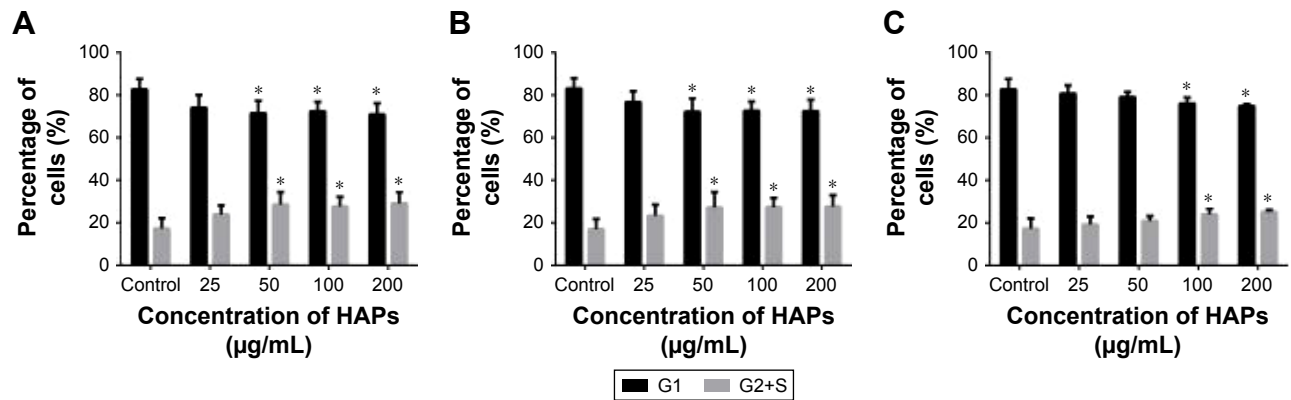 A
Percentage of
cells (%)
100
80
60
40
20
0
* * *
* * *
Control 25 50 100 200
Concentration of HAPs
(µg/mL)
B
Percentage of
cells (%)
100
80
60
40
20
0
* * *
* * *
Control 25 50 100 200
Concentration of HAPs
(µg/mL)
C
Percentage of
cells (%)
100
80
60
40
20
0
* *
* *
Control 25 50 100 200
Concentration of HAPs
(µg/mL)
G1 G2+S